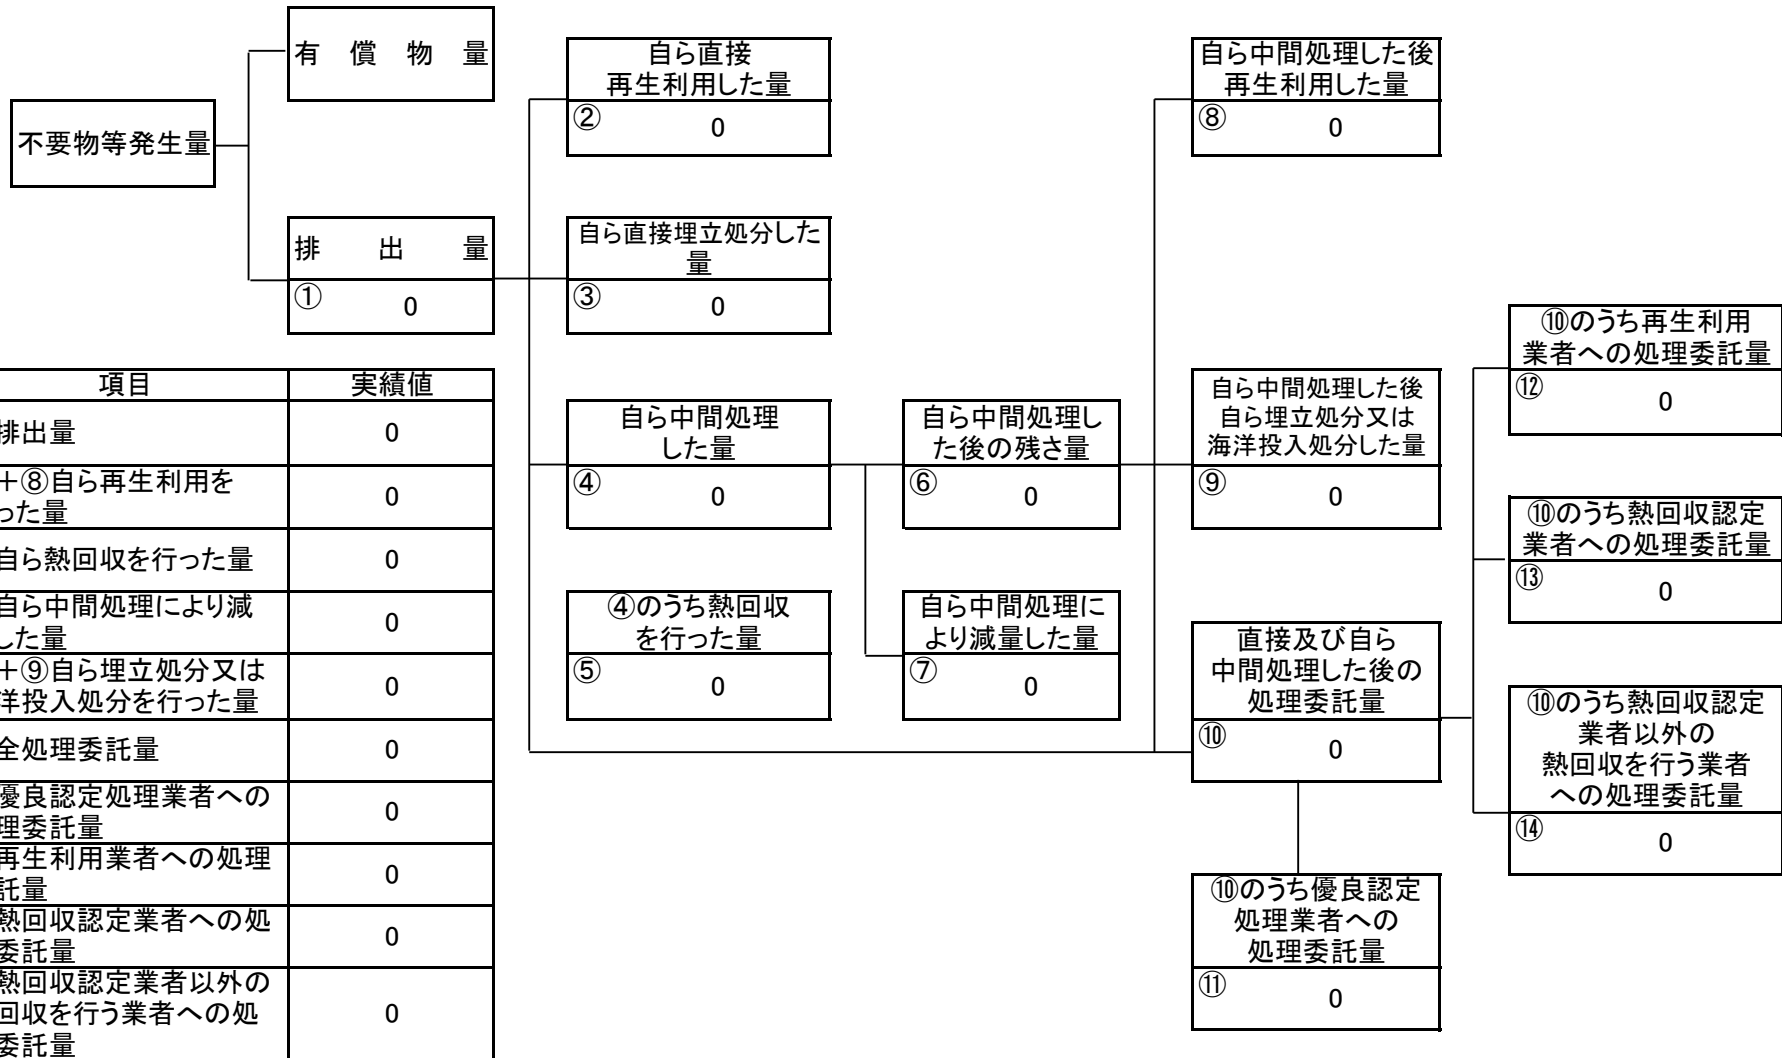 有償物量
自ら直接
再生利用した量
②
0
自ら中間処理した後
再生利用した量
⑧
0
不要物等発生量
排出量
①
0
自ら直接埋立処分した
量
③
0
⑩のうち再生利用
業者への処理委託量
⑫
0
項目
実績値
排出量
0
+⑧自ら再生利用を
った量
0
自ら熱回収を行った量
0
自ら中間処理により減
した量
0
+⑨自ら埋立処分又は
洋投入処分を行った量
0
全処理委託量
0
優良認定処理業者への
理委託量
0
再生利用業者への処理
託量
0
熱回収認定業者への処
委託量
0
熱回収認定業者以外の
回収を行う業者への処
委託量
0
自ら中間処理
した量
④
0
自ら中間処理し
た後の残さ量
⑥
0
自ら中間処理した後
自ら埋立処分又は
海洋投入処分した量
⑨
0
⑩のうち熱回収認定
業者への処理委託量
⑬
0
④のうち熱回収
を行った量
⑤
0
自ら中間処理に
より減量した量
⑦
0
直接及び自ら
中間処理した後の
処理委託量
⑩
0
⑩のうち熱回収認定
業者以外の
熱回収を行う業者
への処理委託量
⑭
0
⑩のうち優良認定
処理業者への
処理委託量
⑪
0